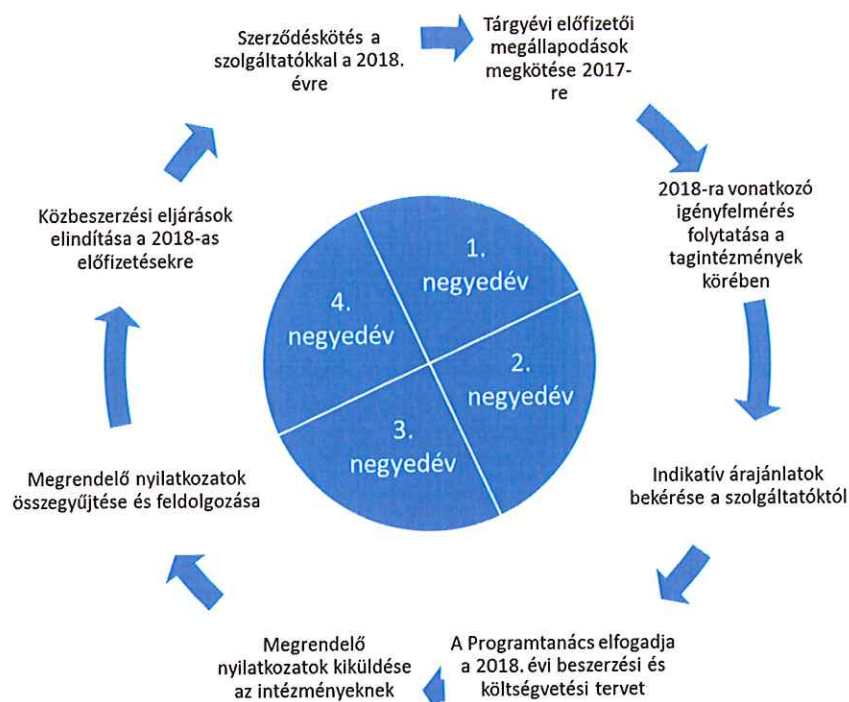 Szerződéskötés a
szolgáltatókkal a 2018.
évre
Tárgyévi előfizetői
megállapodások
megkötése 2017-
re
2018-ra vonatkozó
igényfelmérés
folytatása a
tagintézmények
körében
Indikatív árajánlatok
bekérése a szolgáltatóktól
A Programtanács elfogadja
a 2018. évi beszerzési és
költségvetési tervet
Megrendelő
nyilatkozatok kiküldése
az intézményeknek
Megrendelő nyilatkozatok
összegyűjtése és feldolgozása
Közbeszerzési eljárások
elindítása a 2018-as
előfizetésekre
1.
negyedév
2.
negyedév
3.
negyedév
4.
negyedév